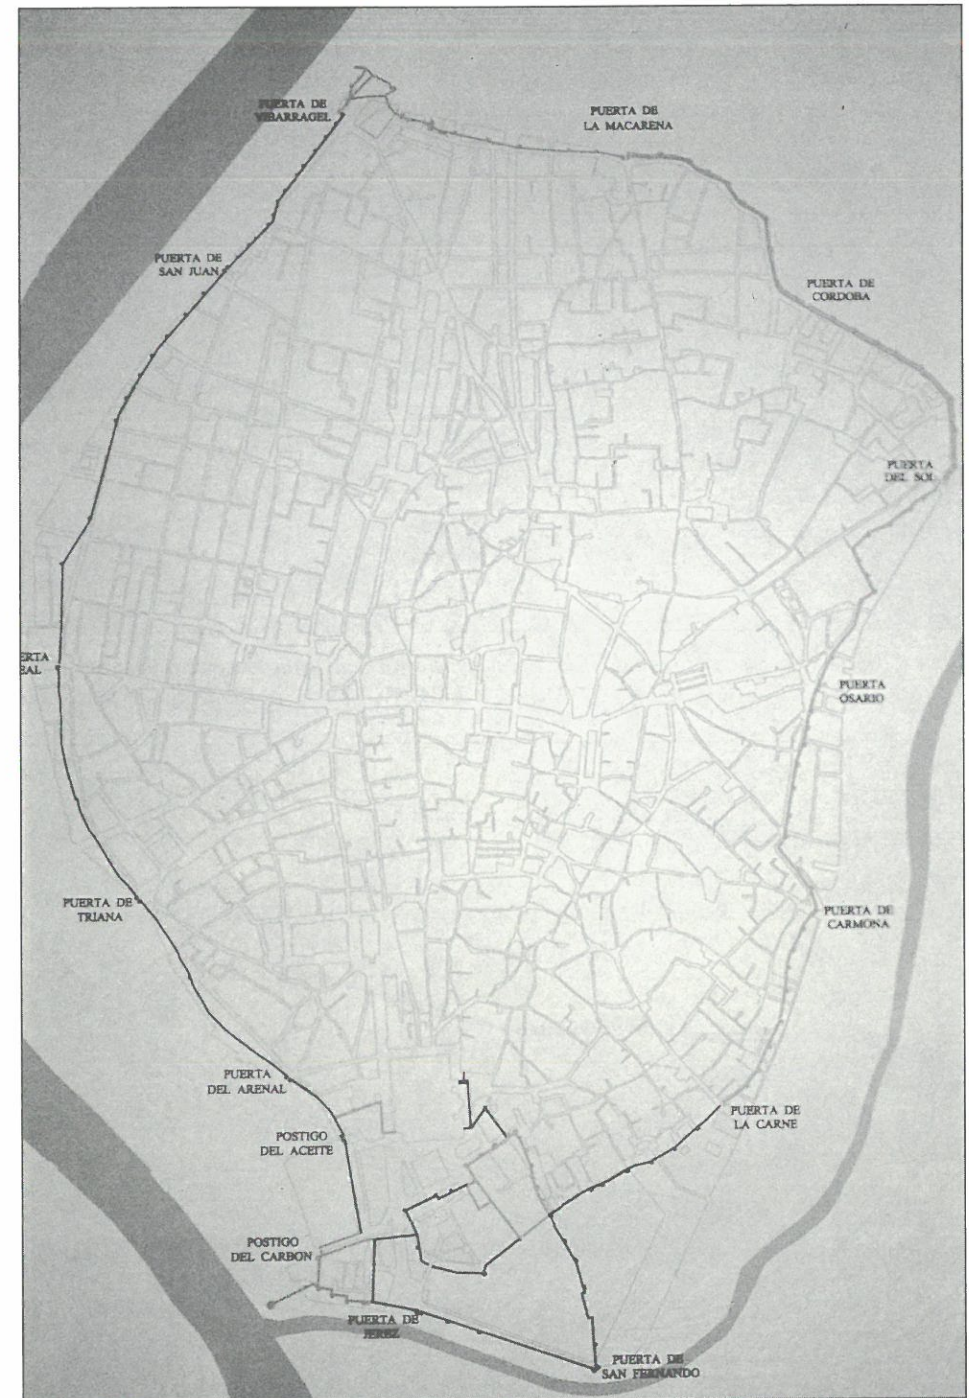 PUERTA DE
VIBARRAGEL
PUERTA DE
LA MACARENA
PUERTA DE
SAN JUAN
PUERTA DE
CORDOBA
PUERTA
DEL SOL
ERTA
EAL
PUERTA
OSARIO
PUERTA DE
TRIANA
PUERTA DE
CARMONA
PUERTA
DEL ARENAL
PUERTA DE
LA CARNE
POSTIGO
DEL ACEITE
POSTIGO
DEL CARBON
PUERTA DE
JEREZ
PUERTA DE
SAN FERNANDO